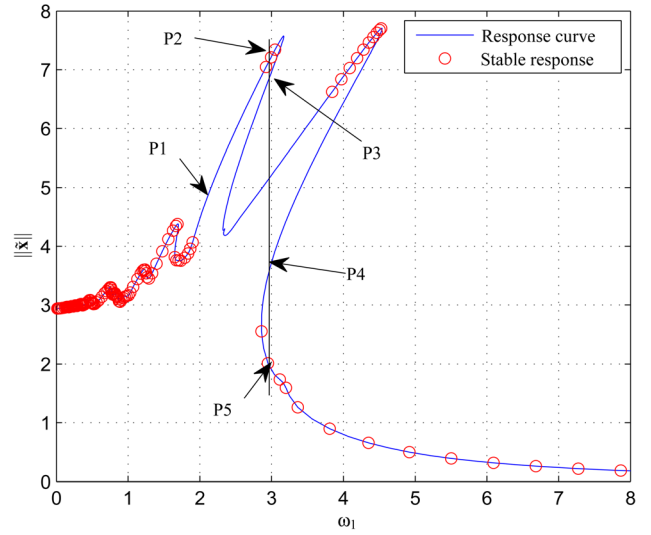 8
7
6
5
4
3
2
1
0
||x̃||
0 1 2 3 4 5 6 7 8
ω₁
P1
P2
P3
P4
P5
Response curve
Stable response